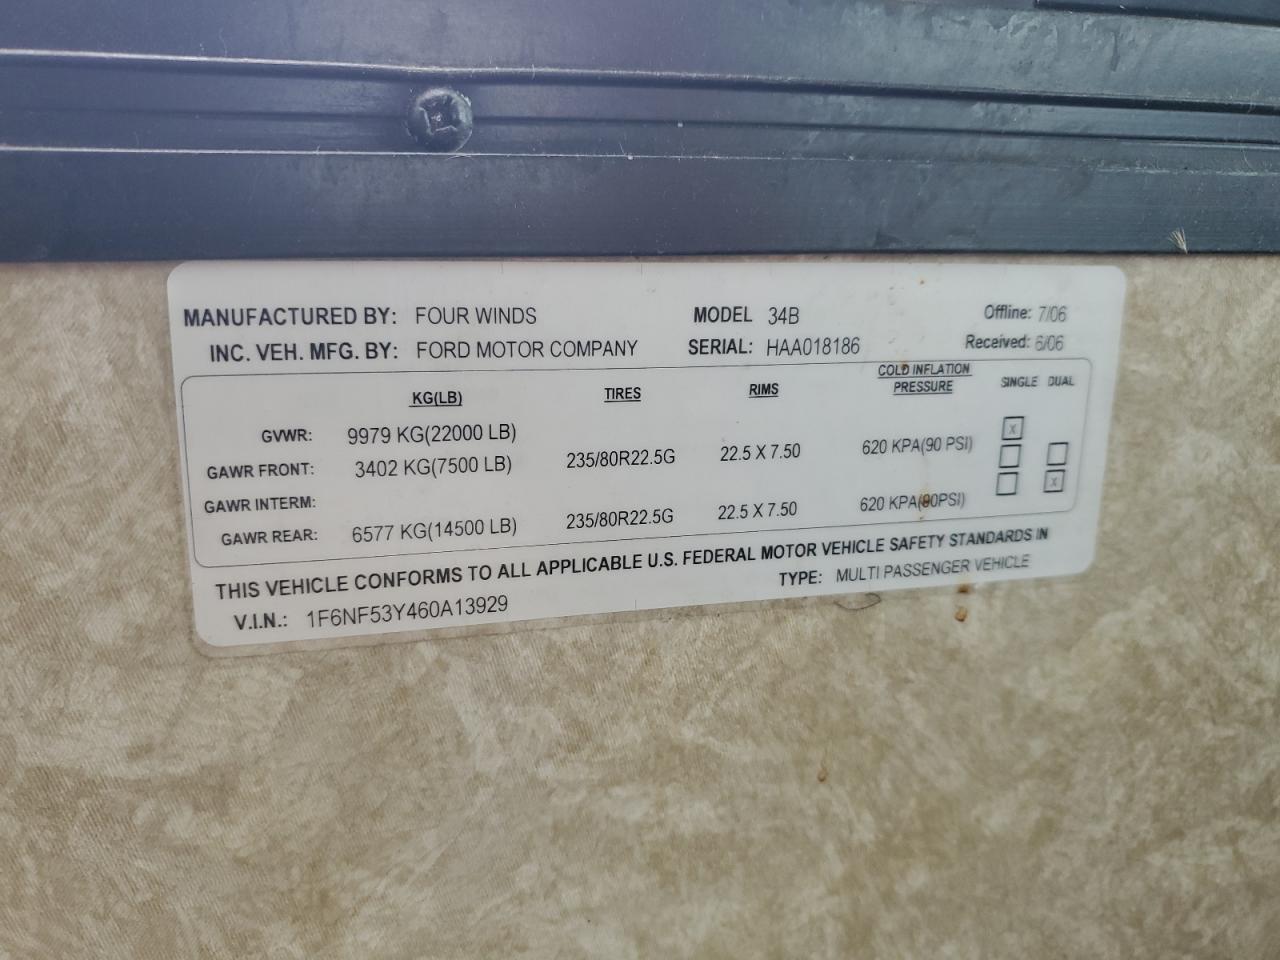 MANUFACTURED BY: FOUR WINDS MODEL 34B Offline: 7/06
INC. VEH. MFG. BY: FORD MOTOR COMPANY SERIAL: HAA018186 Received: 6/06
KG(LB) TIRES RIMS COLD INFLATION PRESSURE SINGLE DUAL
GVWR: 9979 KG(22000 LB)
GAWR FRONT: 3402 KG(7500 LB) 235/80R22.5G 22.5 X 7.50 620 KPA(90 PSI) X
GAWR INTERM:
GAWR REAR: 6577 KG(14500 LB) 235/80R22.5G 22.5 X 7.50 620 KPA(90PSI) X
THIS VEHICLE CONFORMS TO ALL APPLICABLE U.S. FEDERAL MOTOR VEHICLE SAFETY STANDARDS IN
V.I.N.: 1F6NF53Y460A13929 TYPE: MULTI PASSENGER VEHICLE